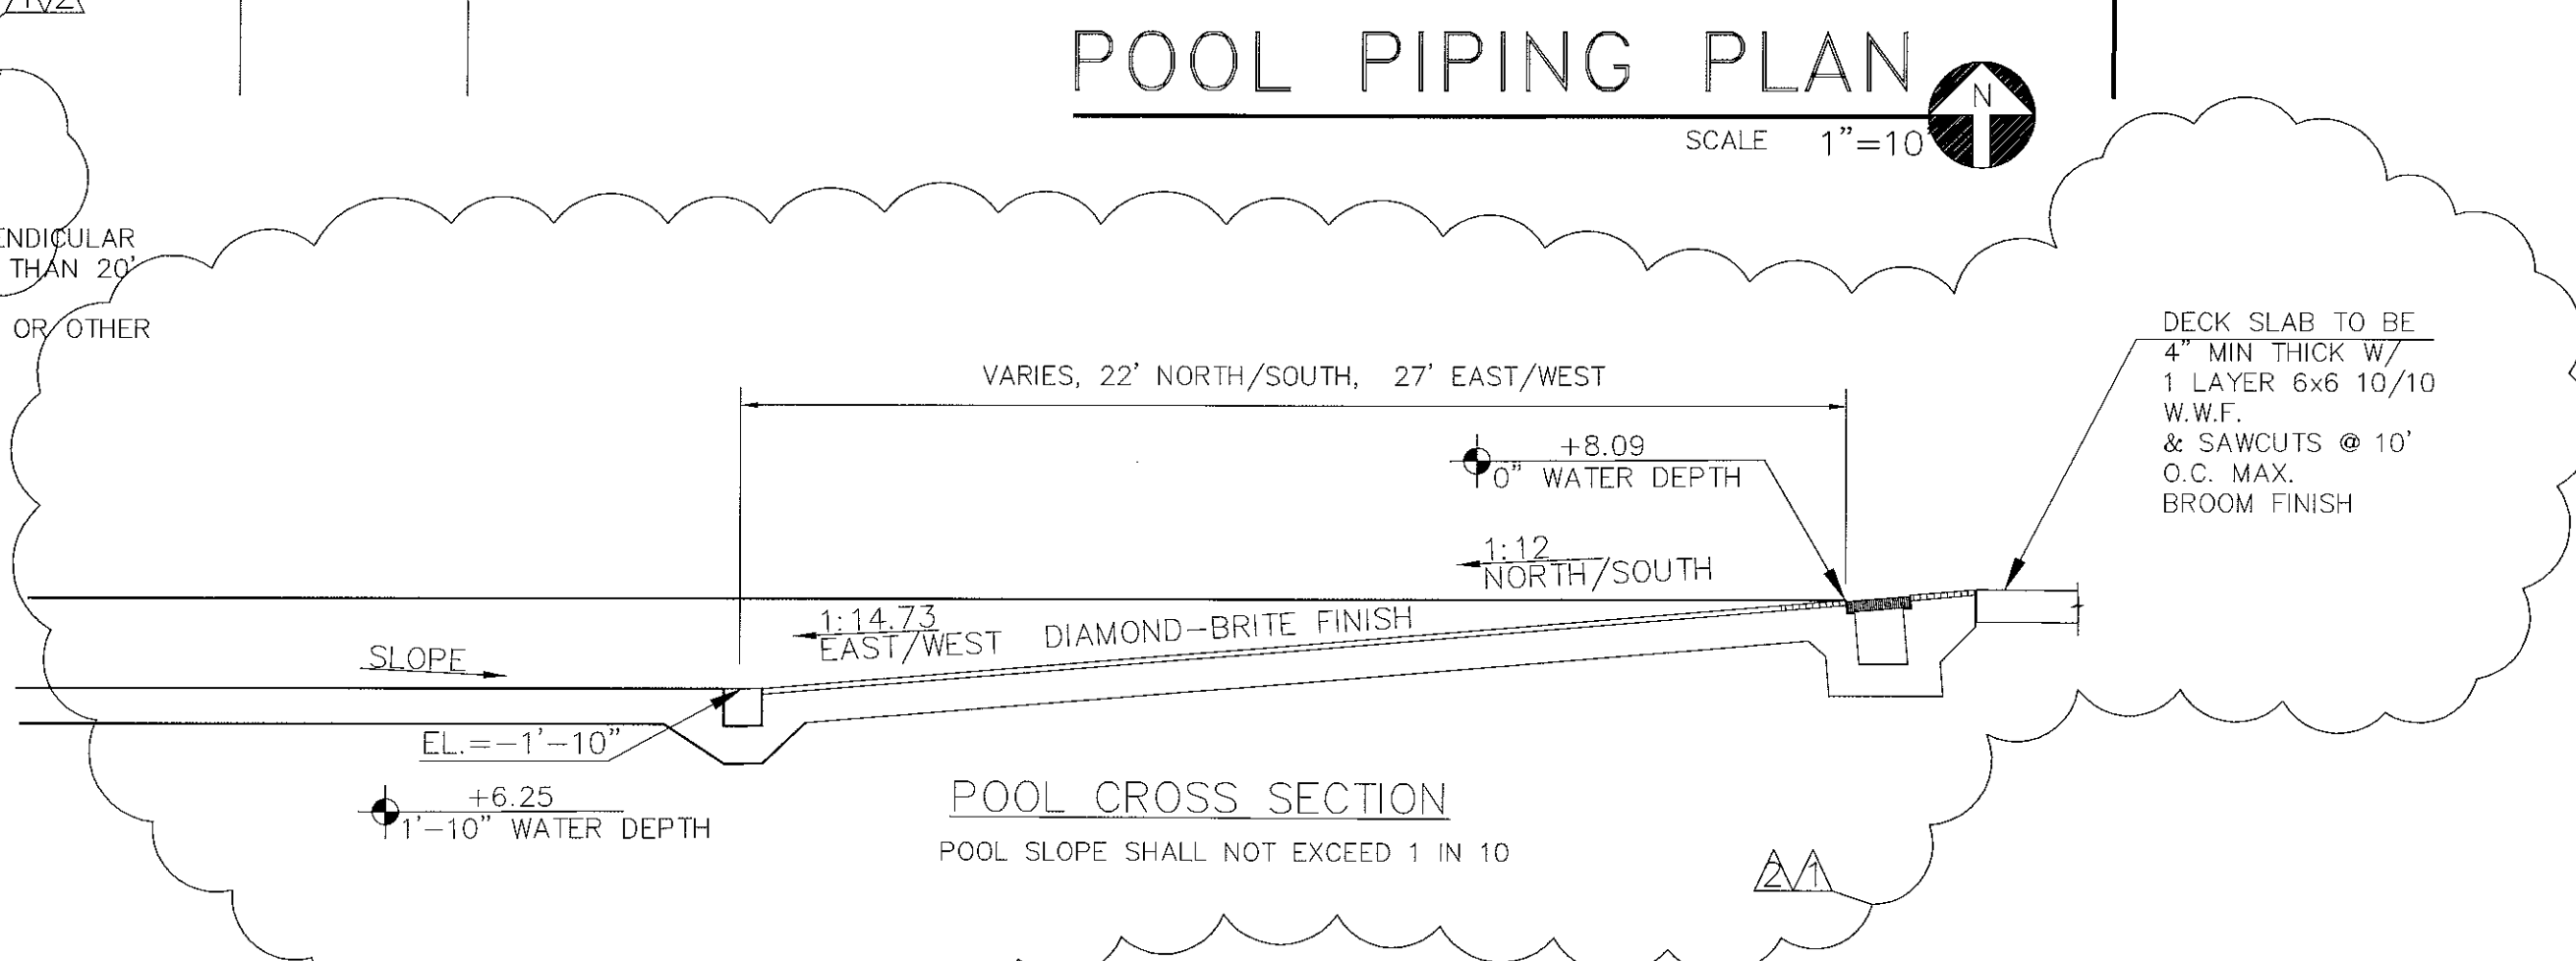 POOL PIPING PLAN
N
SCALE 1"=10'
ENDICULAR
THAN 20'
OR OTHER
VARIES, 22' NORTH/SOUTH, 27' EAST/WEST
DECK SLAB TO BE
4" MIN THICK W/
1 LAYER 6x6 10/10
W.W.F.
& SAWCUTS @ 10'
O.C. MAX.
BROOM FINISH
+8.09
0" WATER DEPTH
1:12
NORTH/SOUTH
1:14.73
EAST/WEST
DIAMOND-BRITE FINISH
SLOPE
EL.=-1'-10"
+6.25
1'-10" WATER DEPTH
POOL CROSS SECTION
POOL SLOPE SHALL NOT EXCEED 1 IN 10
2 1